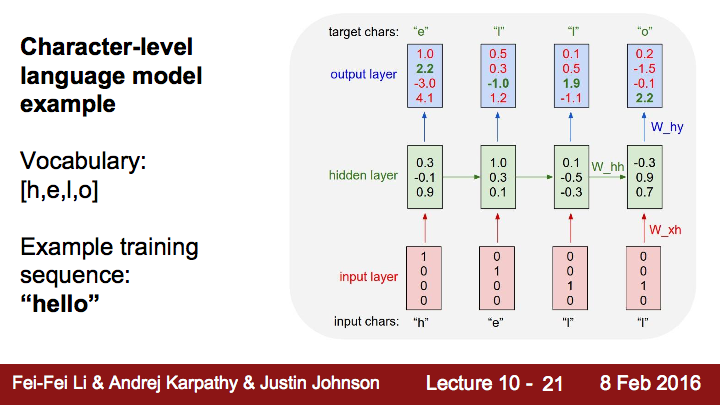 Character-level
language model
example
Vocabulary:
[h,e,l,o]
Example training
sequence:
“hello”
target chars: “e” “l” “l” “o”
output layer
1.0 0.5 0.1 0.2
2.2 0.3 0.5 -1.5
-3.0 -1.0 1.9 -0.1
4.1 1.2 -1.1 2.2
W_hy
hidden layer
0.3 1.0 0.1 W_hh -0.3
-0.1 0.3 -0.5 0.9
0.9 0.1 -0.3 0.7
W_xh
input layer
1 0 0 0
0 1 0 0
0 0 1 1
0 0 0 0
input chars: “h” “e” “l” “l”
Fei-Fei Li & Andrej Karpathy & Justin Johnson Lecture 10 - 21 8 Feb 2016